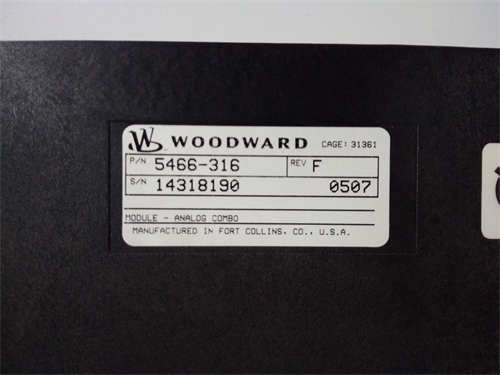 W WOODWARD CAGE: 31361
P/N 5466-316 REV F
S/N 14318190 0507
MODULE - ANALOG COMBO
MANUFACTURED IN FORT COLLINS, CO., U.S.A.